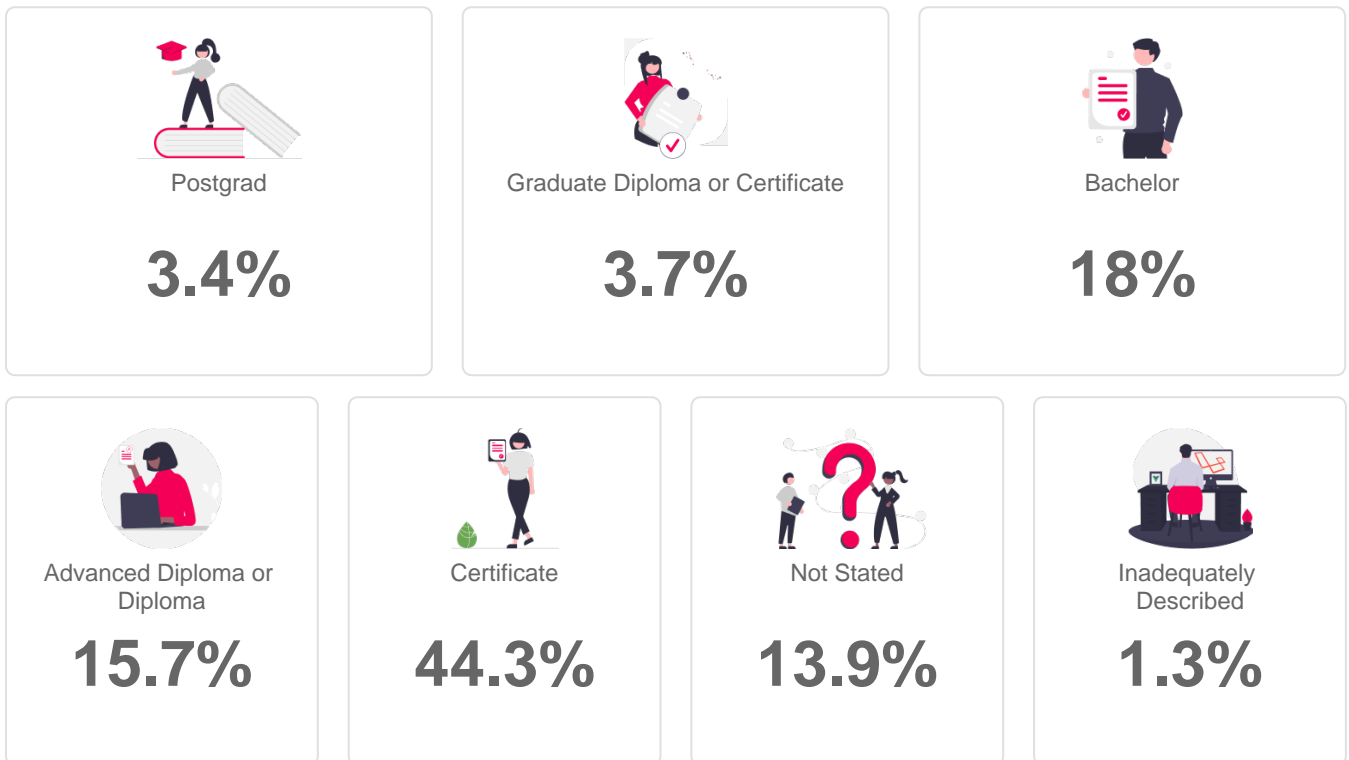 Postgrad
3.4%
Graduate Diploma or Certificate
3.7%
Bachelor
18%
Advanced Diploma or
Diploma
15.7%
Certificate
44.3%
Not Stated
13.9%
Inadequately
Described
1.3%